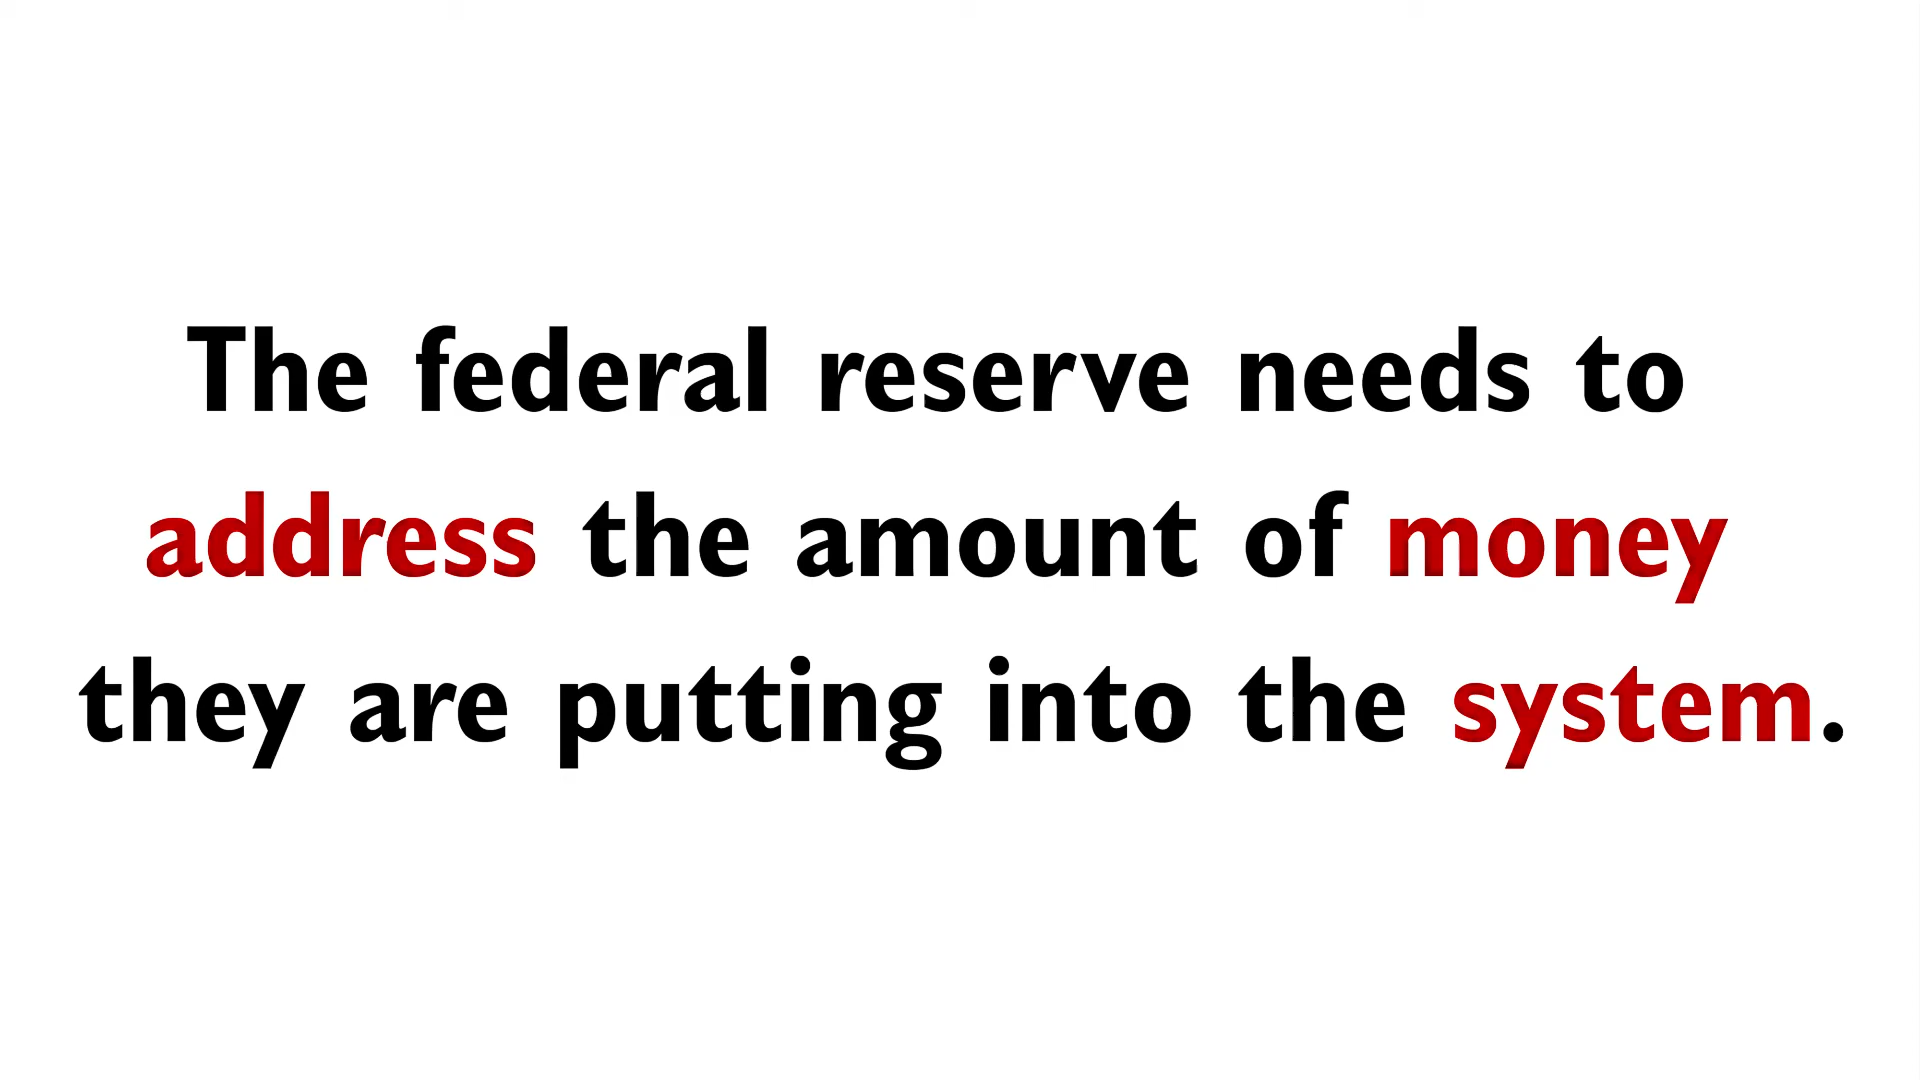 The federal reserve needs to
address the amount of money
they are putting into the system.